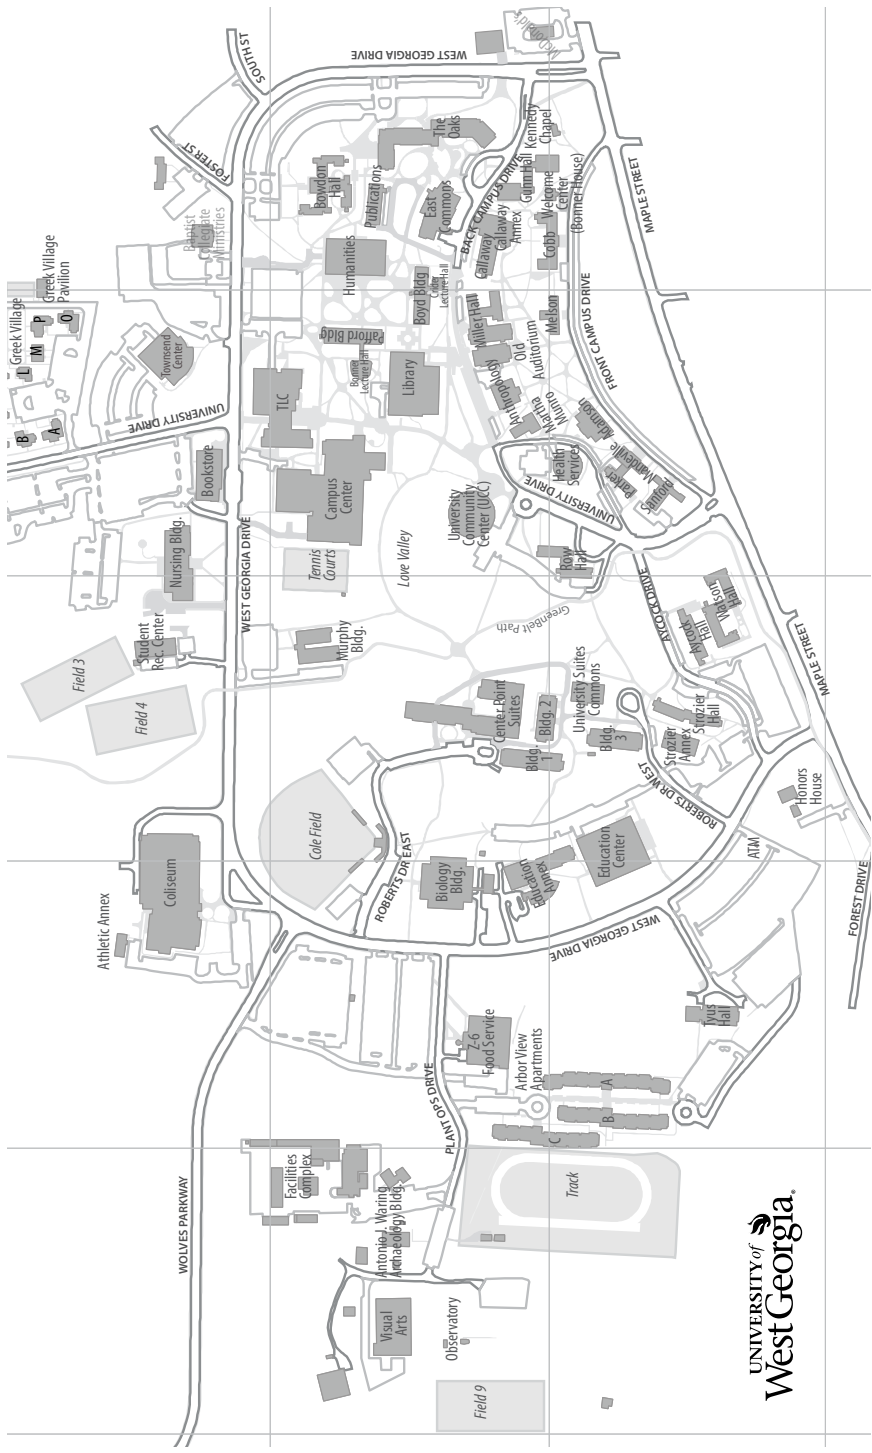 SOUTH ST
WEST GEORGIA DRIVE
McDonald's
FOSTER ST
The
Oaks
Kennedy
Chapel
Gunn Hall
Bowdon
Hall
Publications
East
Commons
BACK CAMPUS DRIVE
Callaway
Annex
Callaway
Welcome
Center
(Bonner House)
Cobb
MAPLE STREET
Baptist
Collegiate
Ministries
Humanities
Greek Village
Pavilion
Greek Village
L
M
P
O
B
A
Boyd Bldg
Crider
Lecture Hall
Miller Hall
Melson
FRONT CAMPUS DRIVE
Townsend
Center
Pafford Bldg
Bonner
Lecture Hall
Old
Auditorium
Anthropology
Martha
Munro
Library
TLC
UNIVERSITY DRIVE
Adamson
Mandeville
Bookstore
Campus
Center
Health
Services
Parker
Sanford
UNIVERSITY DRIVE
University
Community
Center (UCC)
Nursing Bldg.
WEST GEORGIA DRIVE
Tennis
Courts
Love Valley
Row
Hall
GreenBelt Path
AYCOCK DRIVE
Watson
Hall
Aycock
Hall
Student
Rec. Center
Murphy
Bldg.
Field 3
Field 4
MAPLE STREET
Center Point
Suites
Bldg. 2
University Suites
Commons
Bldg.
1
Bldg.
3
Strozier
Hall
Strozier
Annex
ROBERTS DR WEST
Honors
House
Cole Field
ROBERTS DR EAST
Education
Center
ATM
Biology
Bldg.
Education
Annex
Coliseum
Athletic Annex
WEST GEORGIA DRIVE
FOREST DRIVE
Tyus
Hall
Z-6
Food Service
Arbor View
Apartments
A
B
C
PLANT OPS DRIVE
Track
Facilities
Complex
WOLVES PARKWAY
Antonio J. Waring
Archaeology Bldg.
Visual
Arts
Observatory
Field 9
UNIVERSITY of
West Georgia®